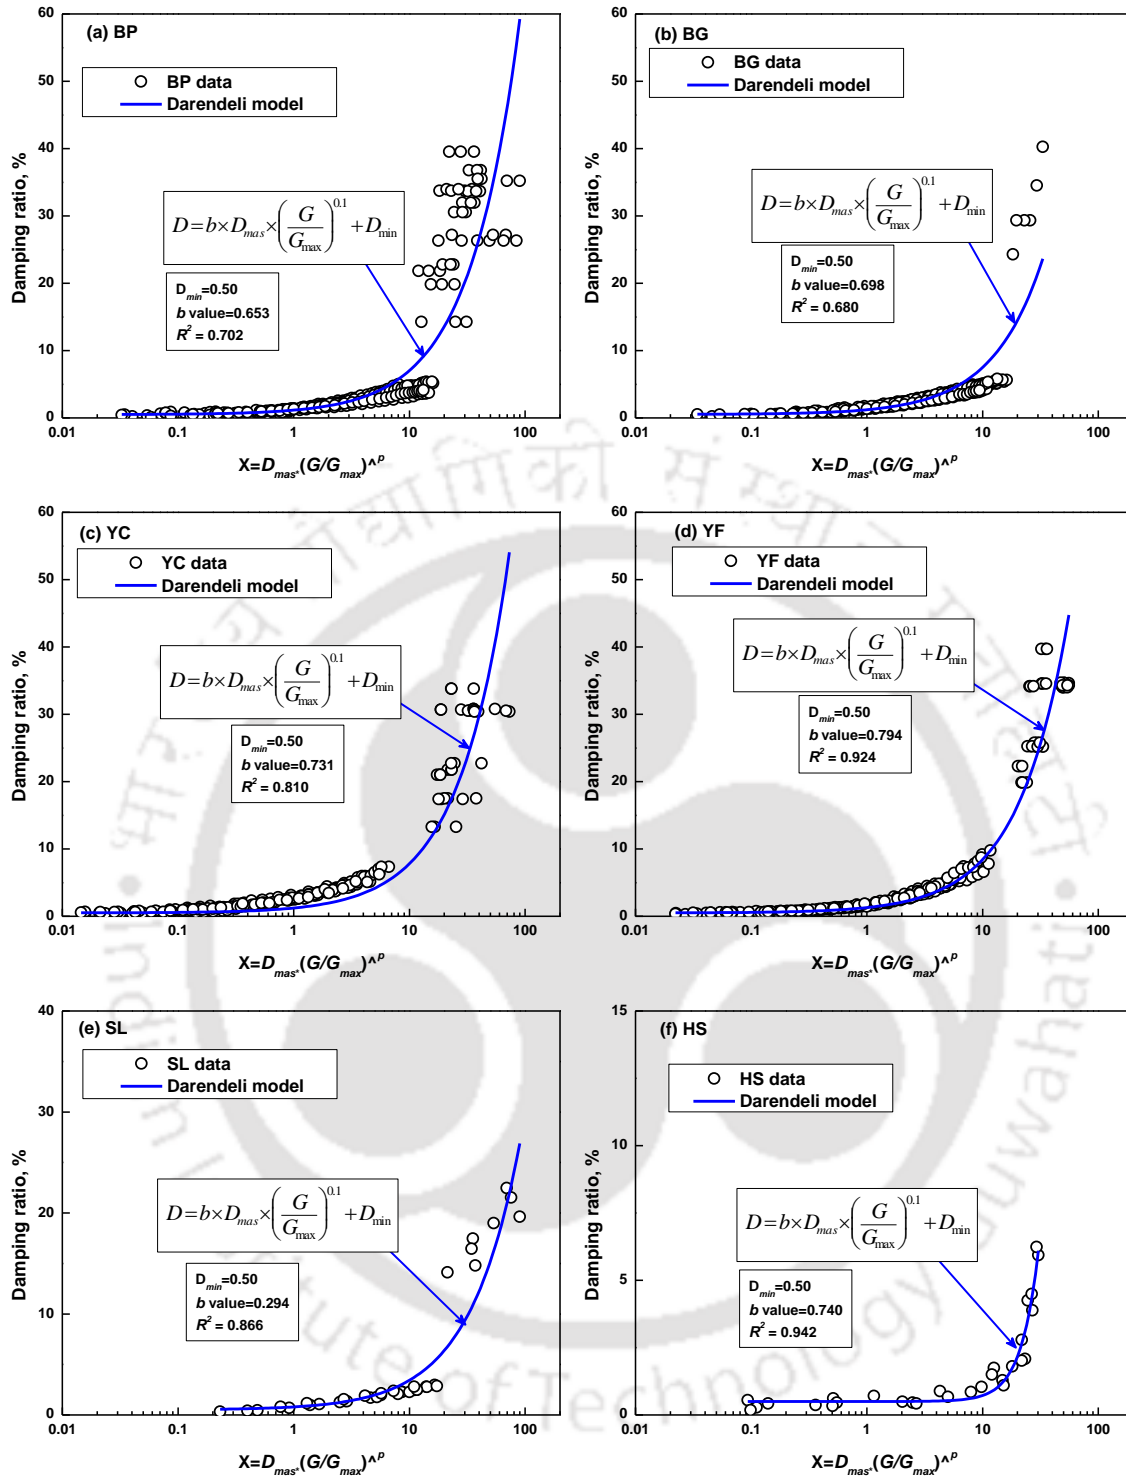 (a) BP
BP data
Darendeli model
D=b×D_mas×(G/G_max)^0.1+D_min
D_min=0.50
b value=0.653
R^2 = 0.702
Damping ratio, %
60
50
40
30
20
10
0
0.01 0.1 1 10 100
X=D_mas*(G/G_max)^p
(b) BG
BG data
Darendeli model
D=b×D_mas×(G/G_max)^0.1+D_min
D_min=0.50
b value=0.698
R^2 = 0.680
Damping ratio, %
60
50
40
30
20
10
0
0.01 0.1 1 10 100
X=D_mas*(G/G_max)^p
(c) YC
YC data
Darendeli model
D=b×D_mas×(G/G_max)^0.1+D_min
D_min=0.50
b value=0.731
R^2 = 0.810
Damping ratio, %
60
50
40
30
20
10
0
0.01 0.1 1 10 100
X=D_mas*(G/G_max)^p
(d) YF
YF data
Darendeli model
D=b×D_mas×(G/G_max)^0.1+D_min
D_min=0.50
b value=0.794
R^2 = 0.924
Damping ratio, %
60
50
40
30
20
10
0
0.01 0.1 1 10 100
X=D_mas*(G/G_max)^p
(e) SL
SL data
Darendeli model
D=b×D_mas×(G/G_max)^0.1+D_min
D_min=0.50
b value=0.294
R^2 = 0.866
Damping ratio, %
40
30
20
10
0
0.01 0.1 1 10 100
X=D_mas*(G/G_max)^p
(f) HS
HS data
Darendeli model
D=b×D_mas×(G/G_max)^0.1+D_min
D_min=0.50
b value=0.740
R^2 = 0.942
Damping ratio, %
15
10
5
0
0.01 0.1 1 10 100
X=D_mas*(G/G_max)^p
Indian Institute of Technology Guwahati